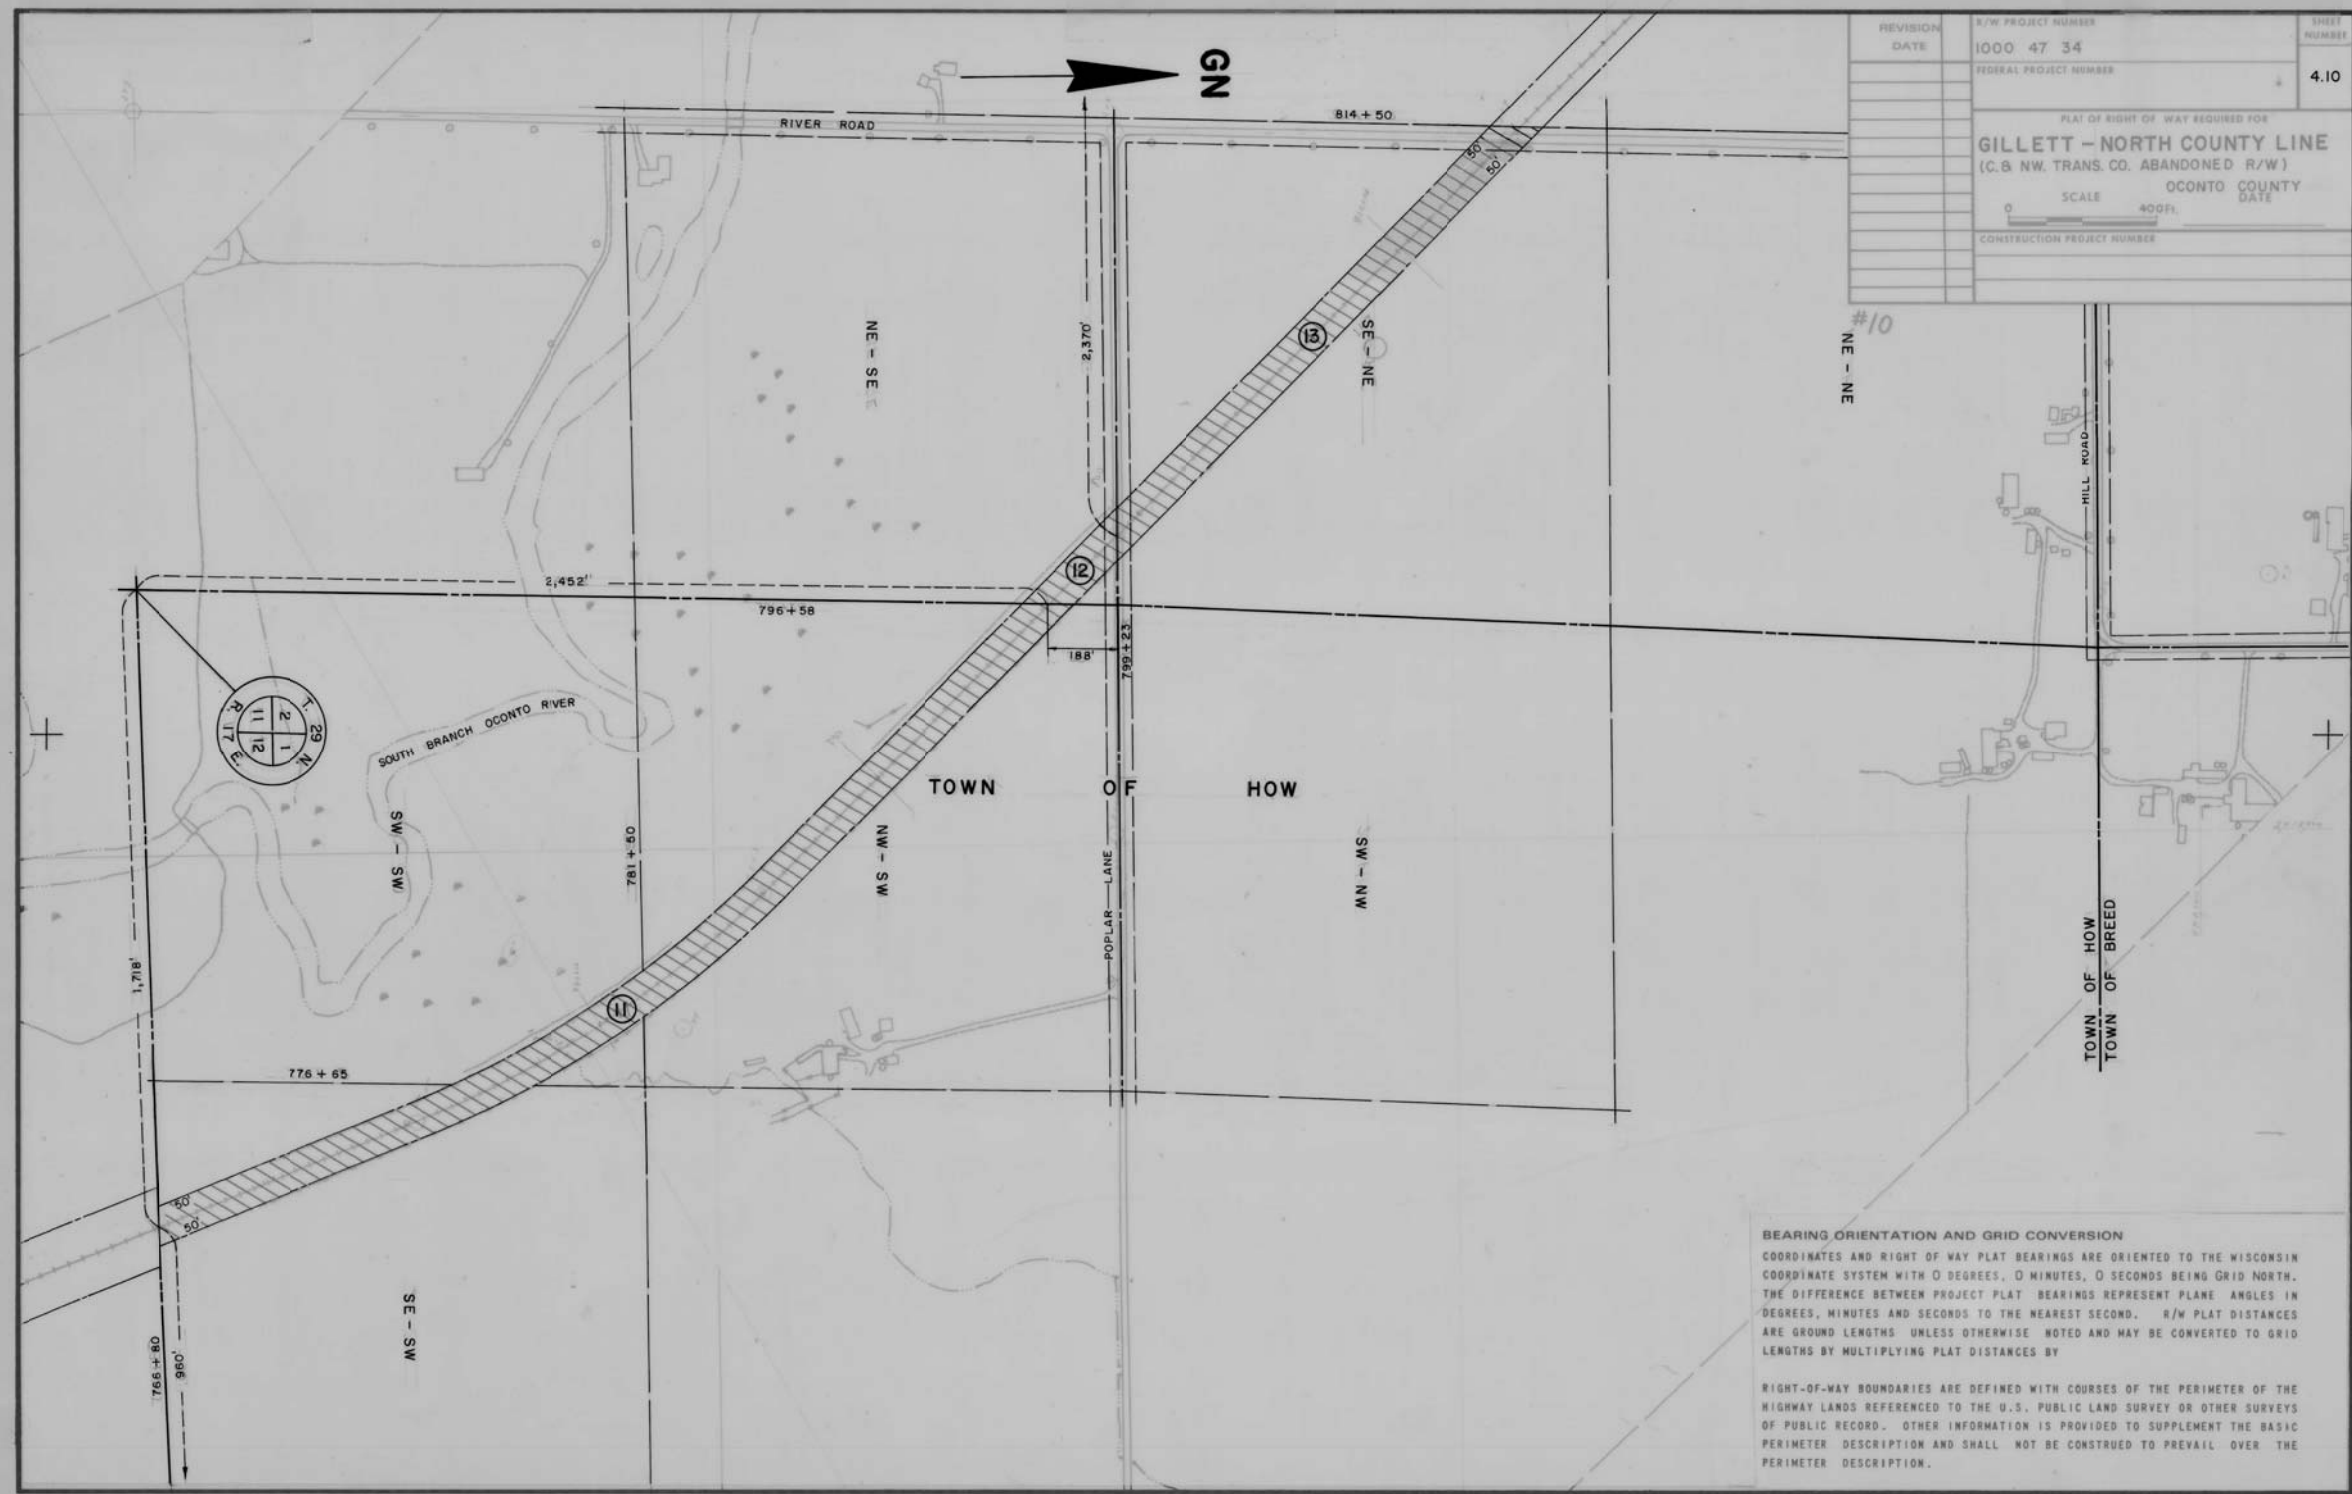 REVISION
DATE
R/W PROJECT NUMBER
1000 47 34
SHEET
NUMBER
4.10
FEDERAL PROJECT NUMBER
PLAT OF RIGHT OF WAY REQUIRED FOR
GILLETT - NORTH COUNTY LINE
(C. & NW. TRANS. CO. ABANDONED R/W)
OCONTO COUNTY
SCALE
DATE
0
400Ft.
CONSTRUCTION PROJECT NUMBER
#10
GN
RIVER ROAD
814+50
50'
50'
2,370'
NE - SE
13
SE - NE
NE - NE
HILL ROAD
12
2,452'
796+58
188'
799+23
T. 29 N.
R. 17 E.
2
11
1
12
SOUTH BRANCH OCONTO RIVER
TOWN OF HOW
SW - SW
781+50
NW - SW
POPLAR LANE
SW - NW
TOWN OF HOW
TOWN OF BREED
1,718'
11
776+65
50'
50'
SE - SW
766+80
960'
BEARING ORIENTATION AND GRID CONVERSION
COORDINATES AND RIGHT OF WAY PLAT BEARINGS ARE ORIENTED TO THE WISCONSIN
COORDINATE SYSTEM WITH 0 DEGREES, 0 MINUTES, 0 SECONDS BEING GRID NORTH.
THE DIFFERENCE BETWEEN PROJECT PLAT BEARINGS REPRESENT PLANE ANGLES IN
DEGREES, MINUTES AND SECONDS TO THE NEAREST SECOND. R/W PLAT DISTANCES
ARE GROUND LENGTHS UNLESS OTHERWISE NOTED AND MAY BE CONVERTED TO GRID
LENGTHS BY MULTIPLYING PLAT DISTANCES BY
RIGHT-OF-WAY BOUNDARIES ARE DEFINED WITH COURSES OF THE PERIMETER OF THE
HIGHWAY LANDS REFERENCED TO THE U.S. PUBLIC LAND SURVEY OR OTHER SURVEYS
OF PUBLIC RECORD. OTHER INFORMATION IS PROVIDED TO SUPPLEMENT THE BASIC
PERIMETER DESCRIPTION AND SHALL NOT BE CONSTRUED TO PREVAIL OVER THE
PERIMETER DESCRIPTION.